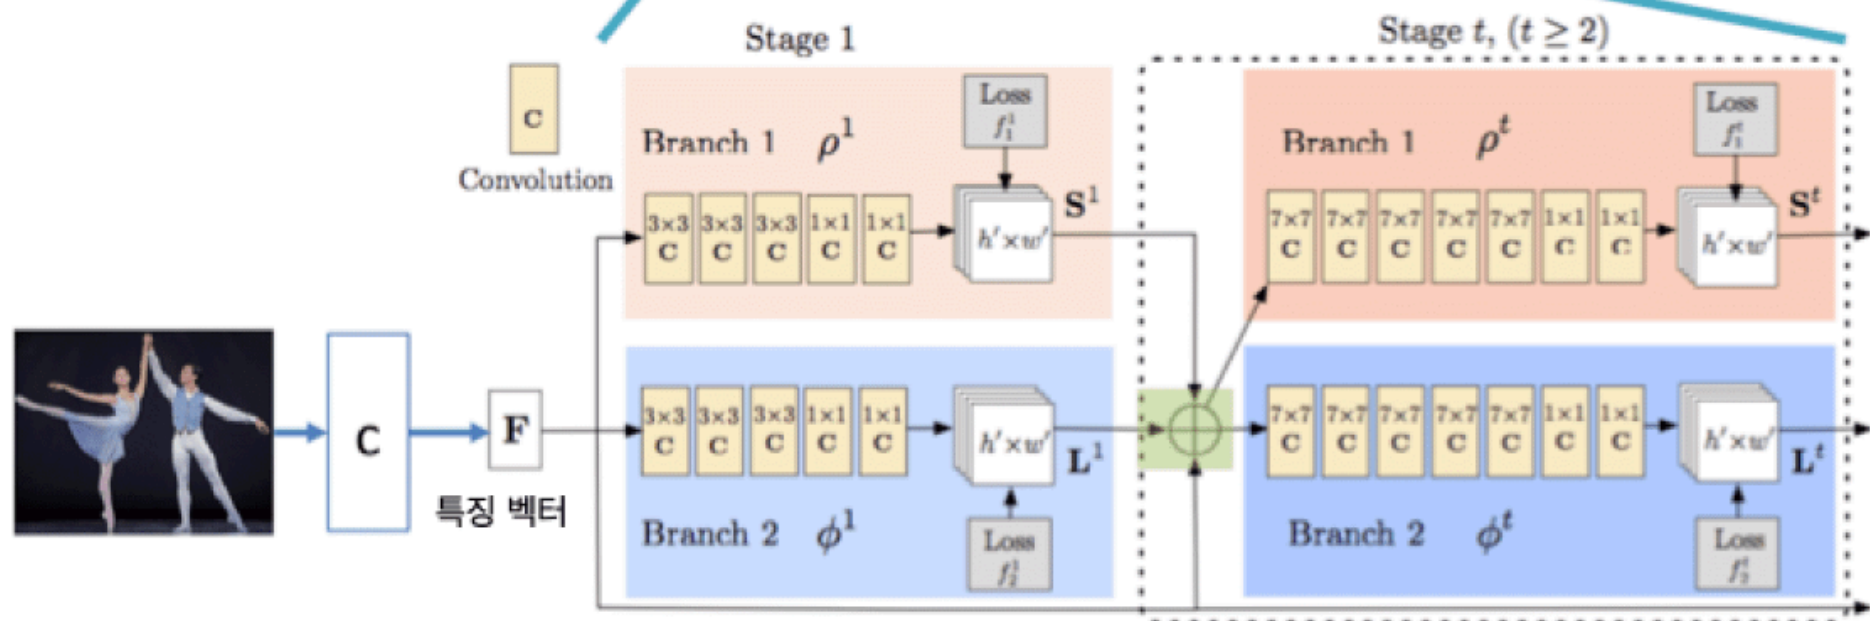 Stage 1
Stage t, (t ≥ 2)
C
Convolution
Branch 1 ρ¹
Loss
f₁¹
3×3 C 3×3 C 3×3 C 1×1 C 1×1 C
h′×w′
S¹
Branch 1 ρᵗ
Loss
f₁ᵗ
7×7 C 7×7 C 7×7 C 7×7 C 7×7 C 1×1 C 1×1 C
h′×w′
Sᵗ
C
F
특징 벡터
3×3 C 3×3 C 3×3 C 1×1 C 1×1 C
h′×w′
L¹
Branch 2 ϕ¹
Loss
f₂¹
7×7 C 7×7 C 7×7 C 7×7 C 7×7 C 1×1 C 1×1 C
h′×w′
Lᵗ
Branch 2 ϕᵗ
Loss